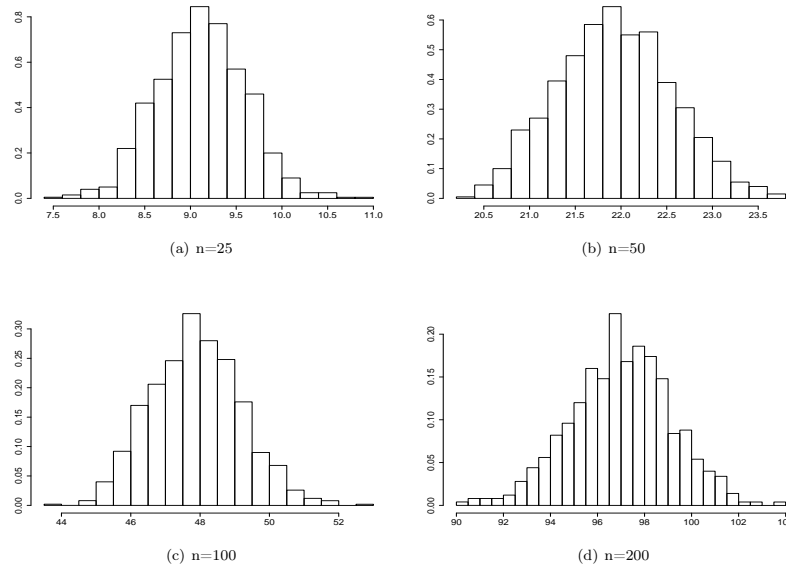 0.0 0.2 0.4 0.6 0.8
7.5 8.0 8.5 9.0 9.5 10.0 10.5 11.0
(a) n=25
0.0 0.1 0.2 0.3 0.4 0.5 0.6
20.5 21.0 21.5 22.0 22.5 23.0 23.5
(b) n=50
0.00 0.05 0.10 0.15 0.20 0.25 0.30
44 46 48 50 52
(c) n=100
0.00 0.05 0.10 0.15 0.20
90 92 94 96 98 100 102
(d) n=200